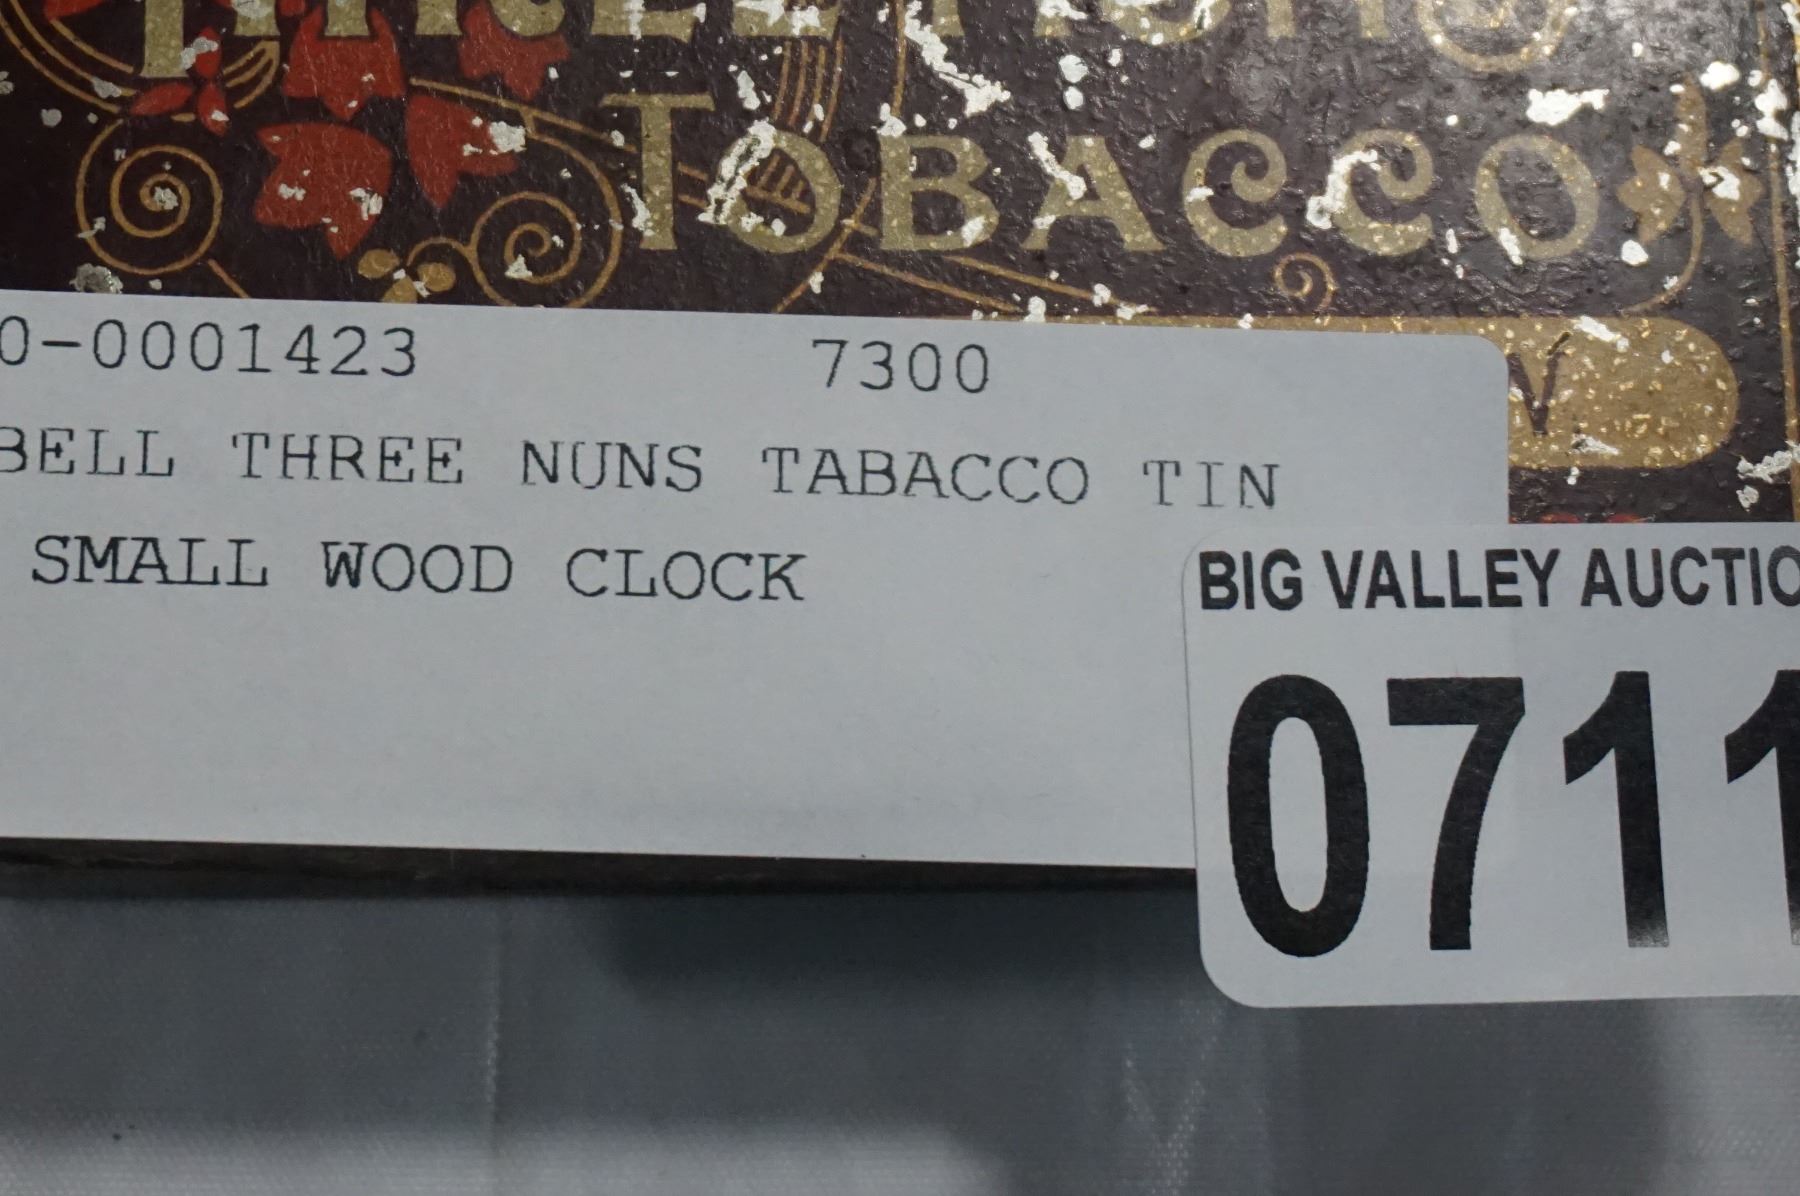 TOBACCO
0-0001423 7300
BELL THREE NUNS TABACCO TIN
SMALL WOOD CLOCK
BIG VALLEY AUCTIO
0711